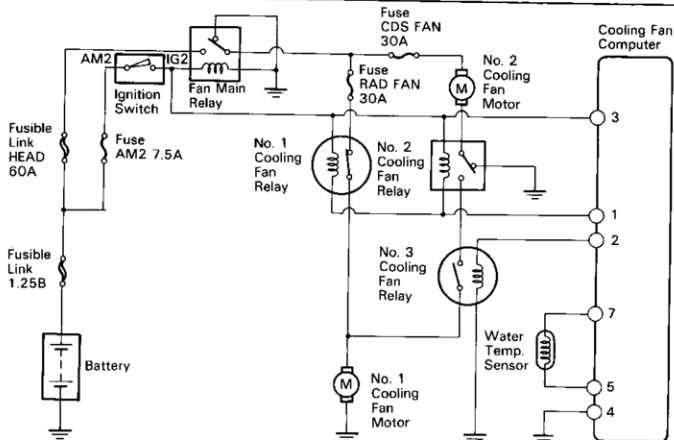 Fuse
CDS FAN
30A
Cooling Fan
Computer
AM2
IG2
Ignition
Switch
Fan Main
Relay
Fuse
RAD FAN
30A
No. 2
Cooling
Fan
Motor
M
3
Fusible
Link
HEAD
60A
Fuse
AM2 7.5A
No. 1
Cooling
Fan
Relay
No. 2
Cooling
Fan
Relay
1
2
Fusible
Link
1.25B
No. 3
Cooling
Fan
Relay
7
Water
Temp.
Sensor
Battery
M
No. 1
Cooling
Fan
Motor
5
4